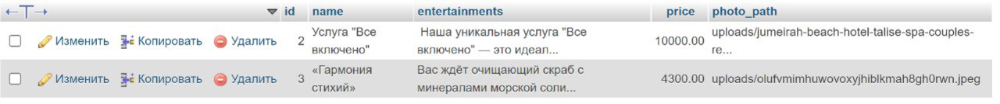 ←T→ id name entertainments price photo_path
Изменить Копировать Удалить 2 Услуга "Все включено" Наша уникальная услуга "Все включено" — это идеал... 10000.00 uploads/jumeirah-beach-hotel-talise-spa-couples-re...
Изменить Копировать Удалить 3 «Гармония стихий» Вас ждёт очищающий скраб с минералами морской соли... 4300.00 uploads/olufvmimhuwovoxyjhiblkmah8gh0rwn.jpeg